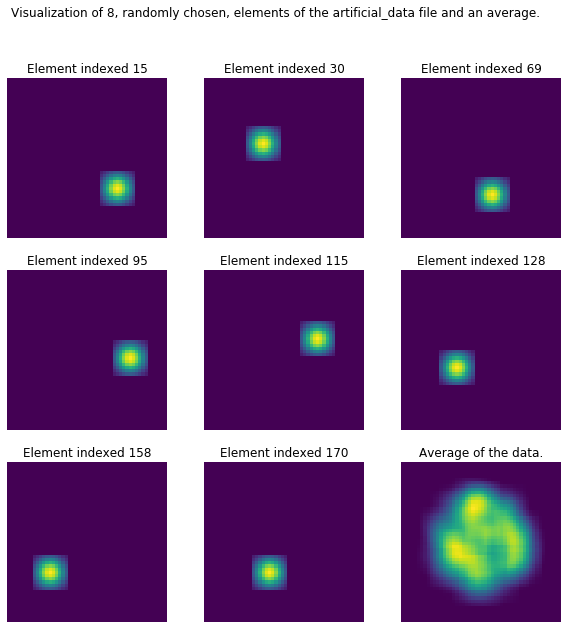 Visualization of 8, randomly chosen, elements of the artificial_data file and an average.
Element indexed 15
Element indexed 30
Element indexed 69
Element indexed 95
Element indexed 115
Element indexed 128
Element indexed 158
Element indexed 170
Average of the data.